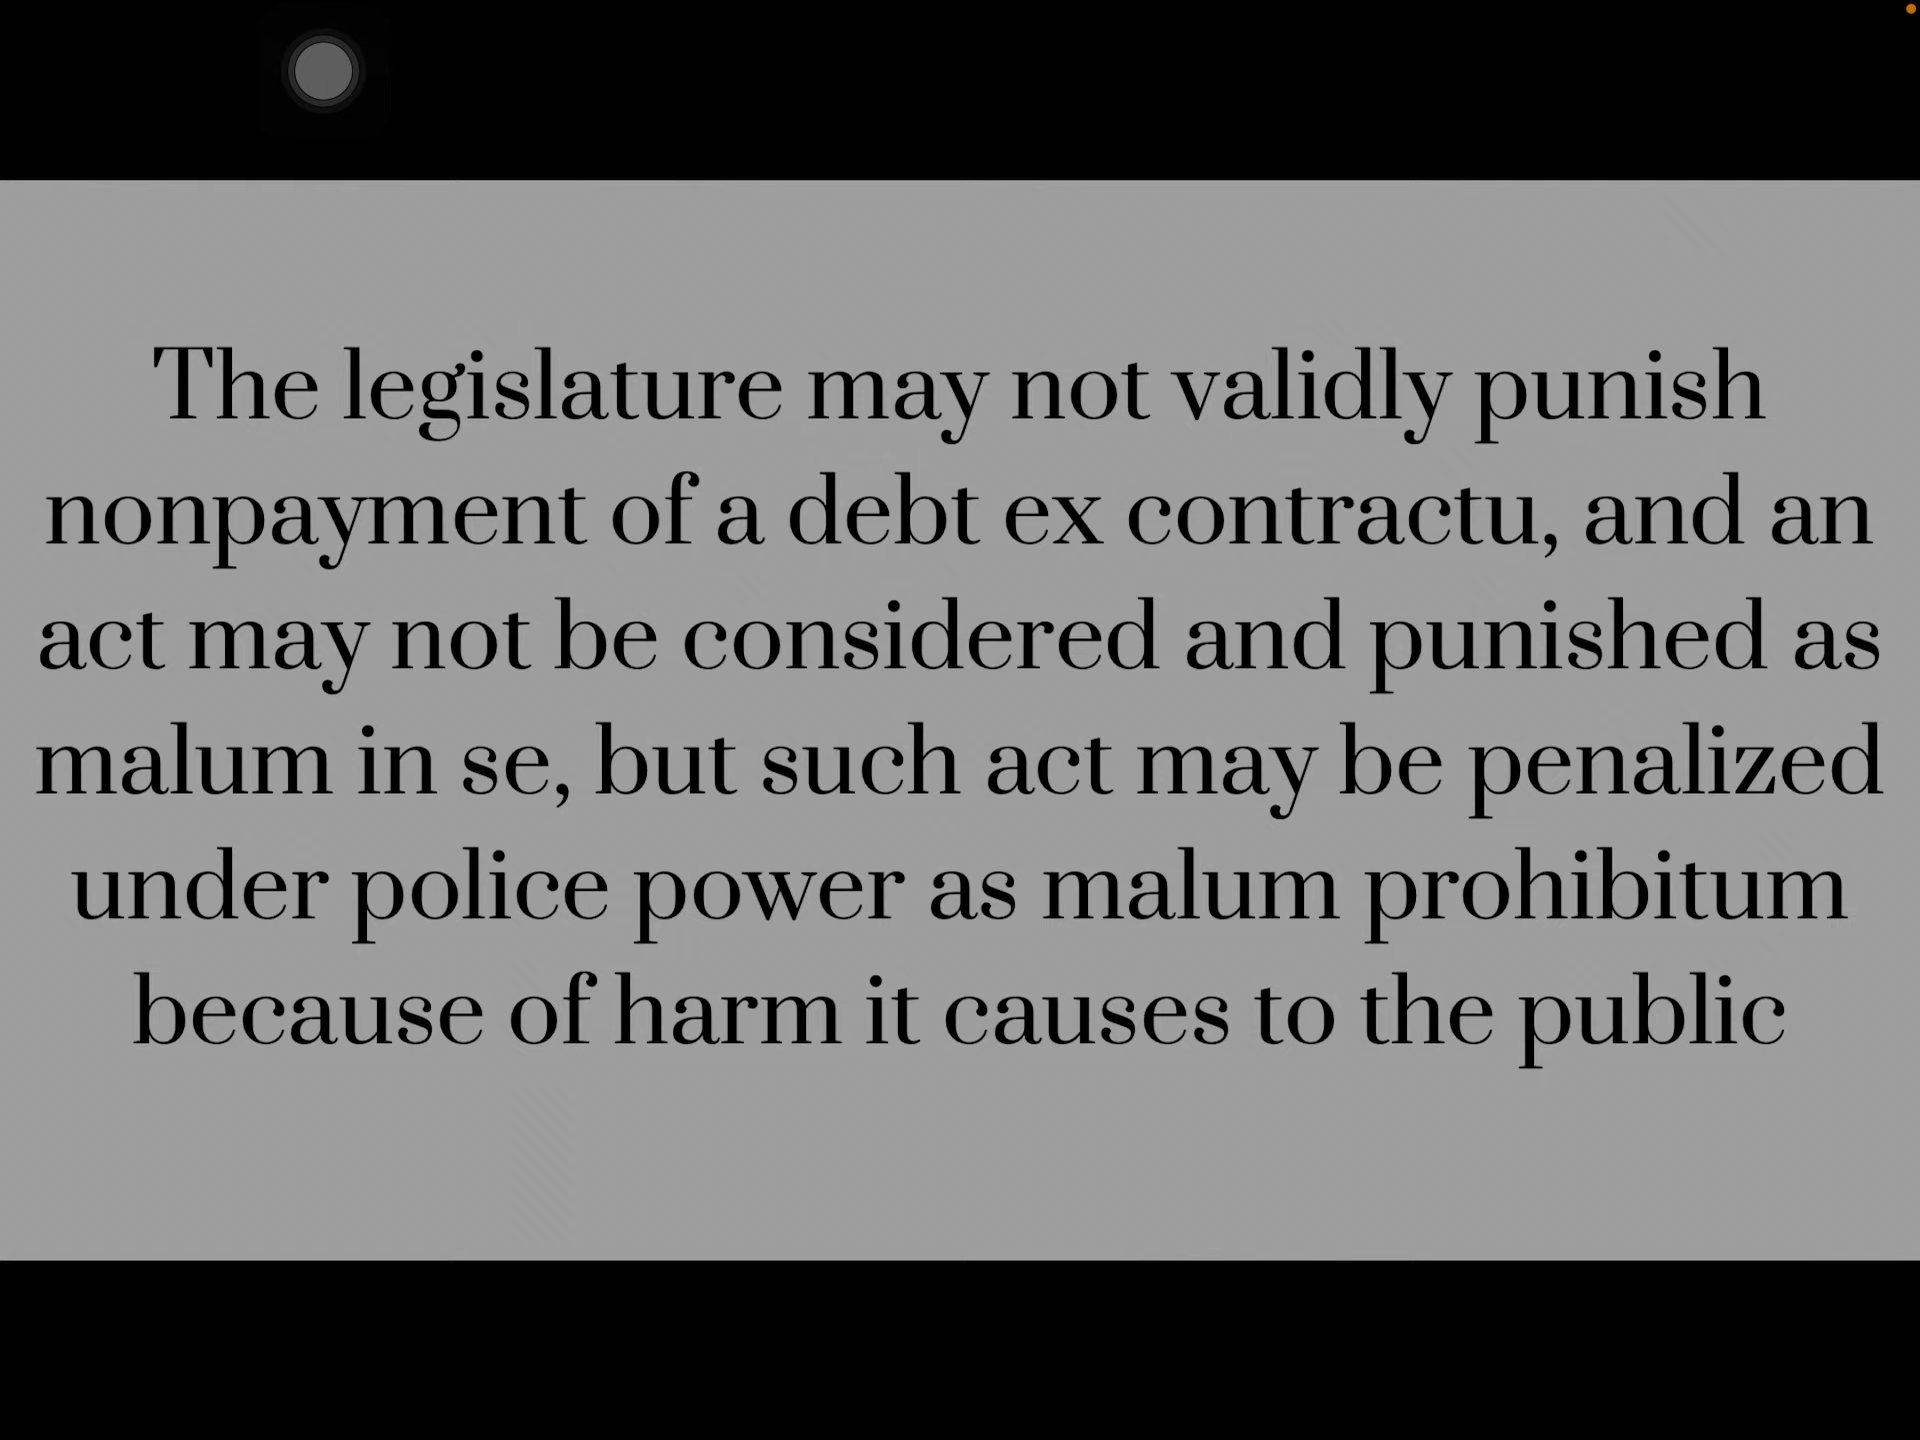 The legislature may not validly punish
nonpayment of a debt ex contractu, and an
act may not be considered and punished as
malum in se, but such act may be penalized
under police power as malum prohibitum
because of harm it causes to the public